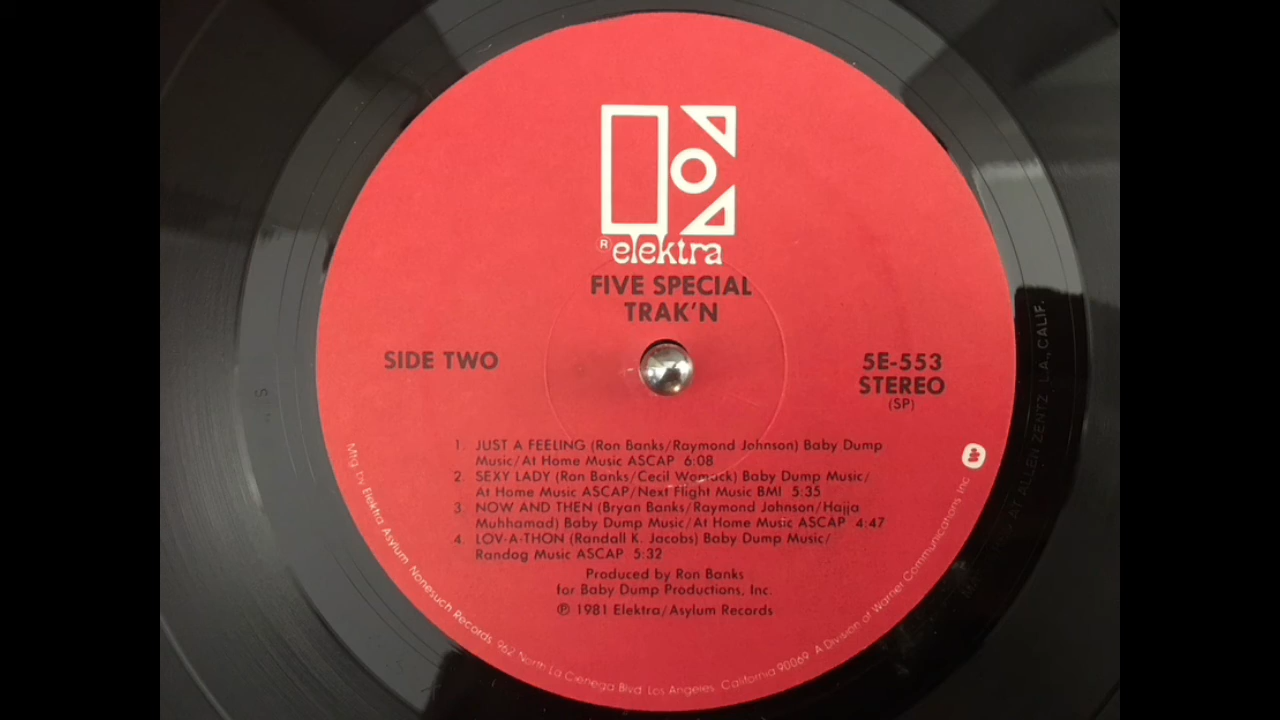 ® elektra
FIVE SPECIAL
TRAK'N
SIDE TWO
5E-553
STEREO
(SP)
1. JUST A FEELING (Ron Banks/Raymond Johnson) Baby Dump
Music/At Home Music ASCAP 6:08
2. SEXY LADY (Ron Banks/Cecil Womack) Baby Dump Music/
At Home Music ASCAP/Next Flight Music BMI 5:35
3. NOW AND THEN (Bryan Banks/Raymond Johnson/Hajja
Muhhamad) Baby Dump Music/At Home Music ASCAP 4:47
4. LOV-A-THON (Randall K. Jacobs) Baby Dump Music/
Randog Music ASCAP 5:32
Produced by Ron Banks
for Baby Dump Productions, Inc.
℗ 1981 Elektra/Asylum Records
Mfg by Elektra Asylum Nonesuch Records, 962 North La Cienega Blvd. Los Angeles, California 90069. A Division of Warner Communications Inc
AT ALLEN ZENTZ, L.A., CALIF.